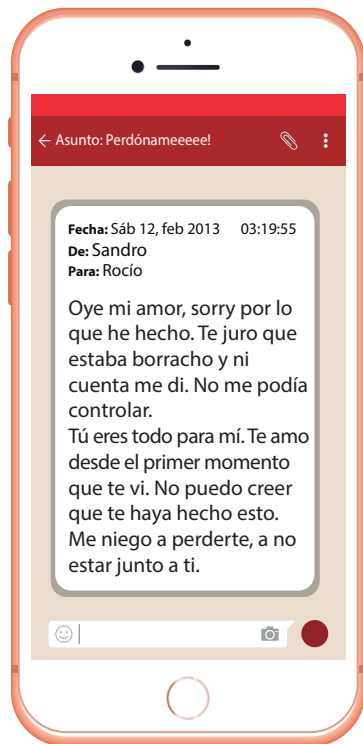 Asunto: Perdónameeeee!
Fecha: Sáb 12, feb 2013 03:19:55
De: Sandro
Para: Rocío
Oye mi amor, sorry por lo
que he hecho. Te juro que
estaba borracho y ni
cuenta me di. No me podía
controlar.
Tú eres todo para mí. Te amo
desde el primer momento
que te vi. No puedo creer
que te haya hecho esto.
Me niego a perderte, a no
estar junto a ti.